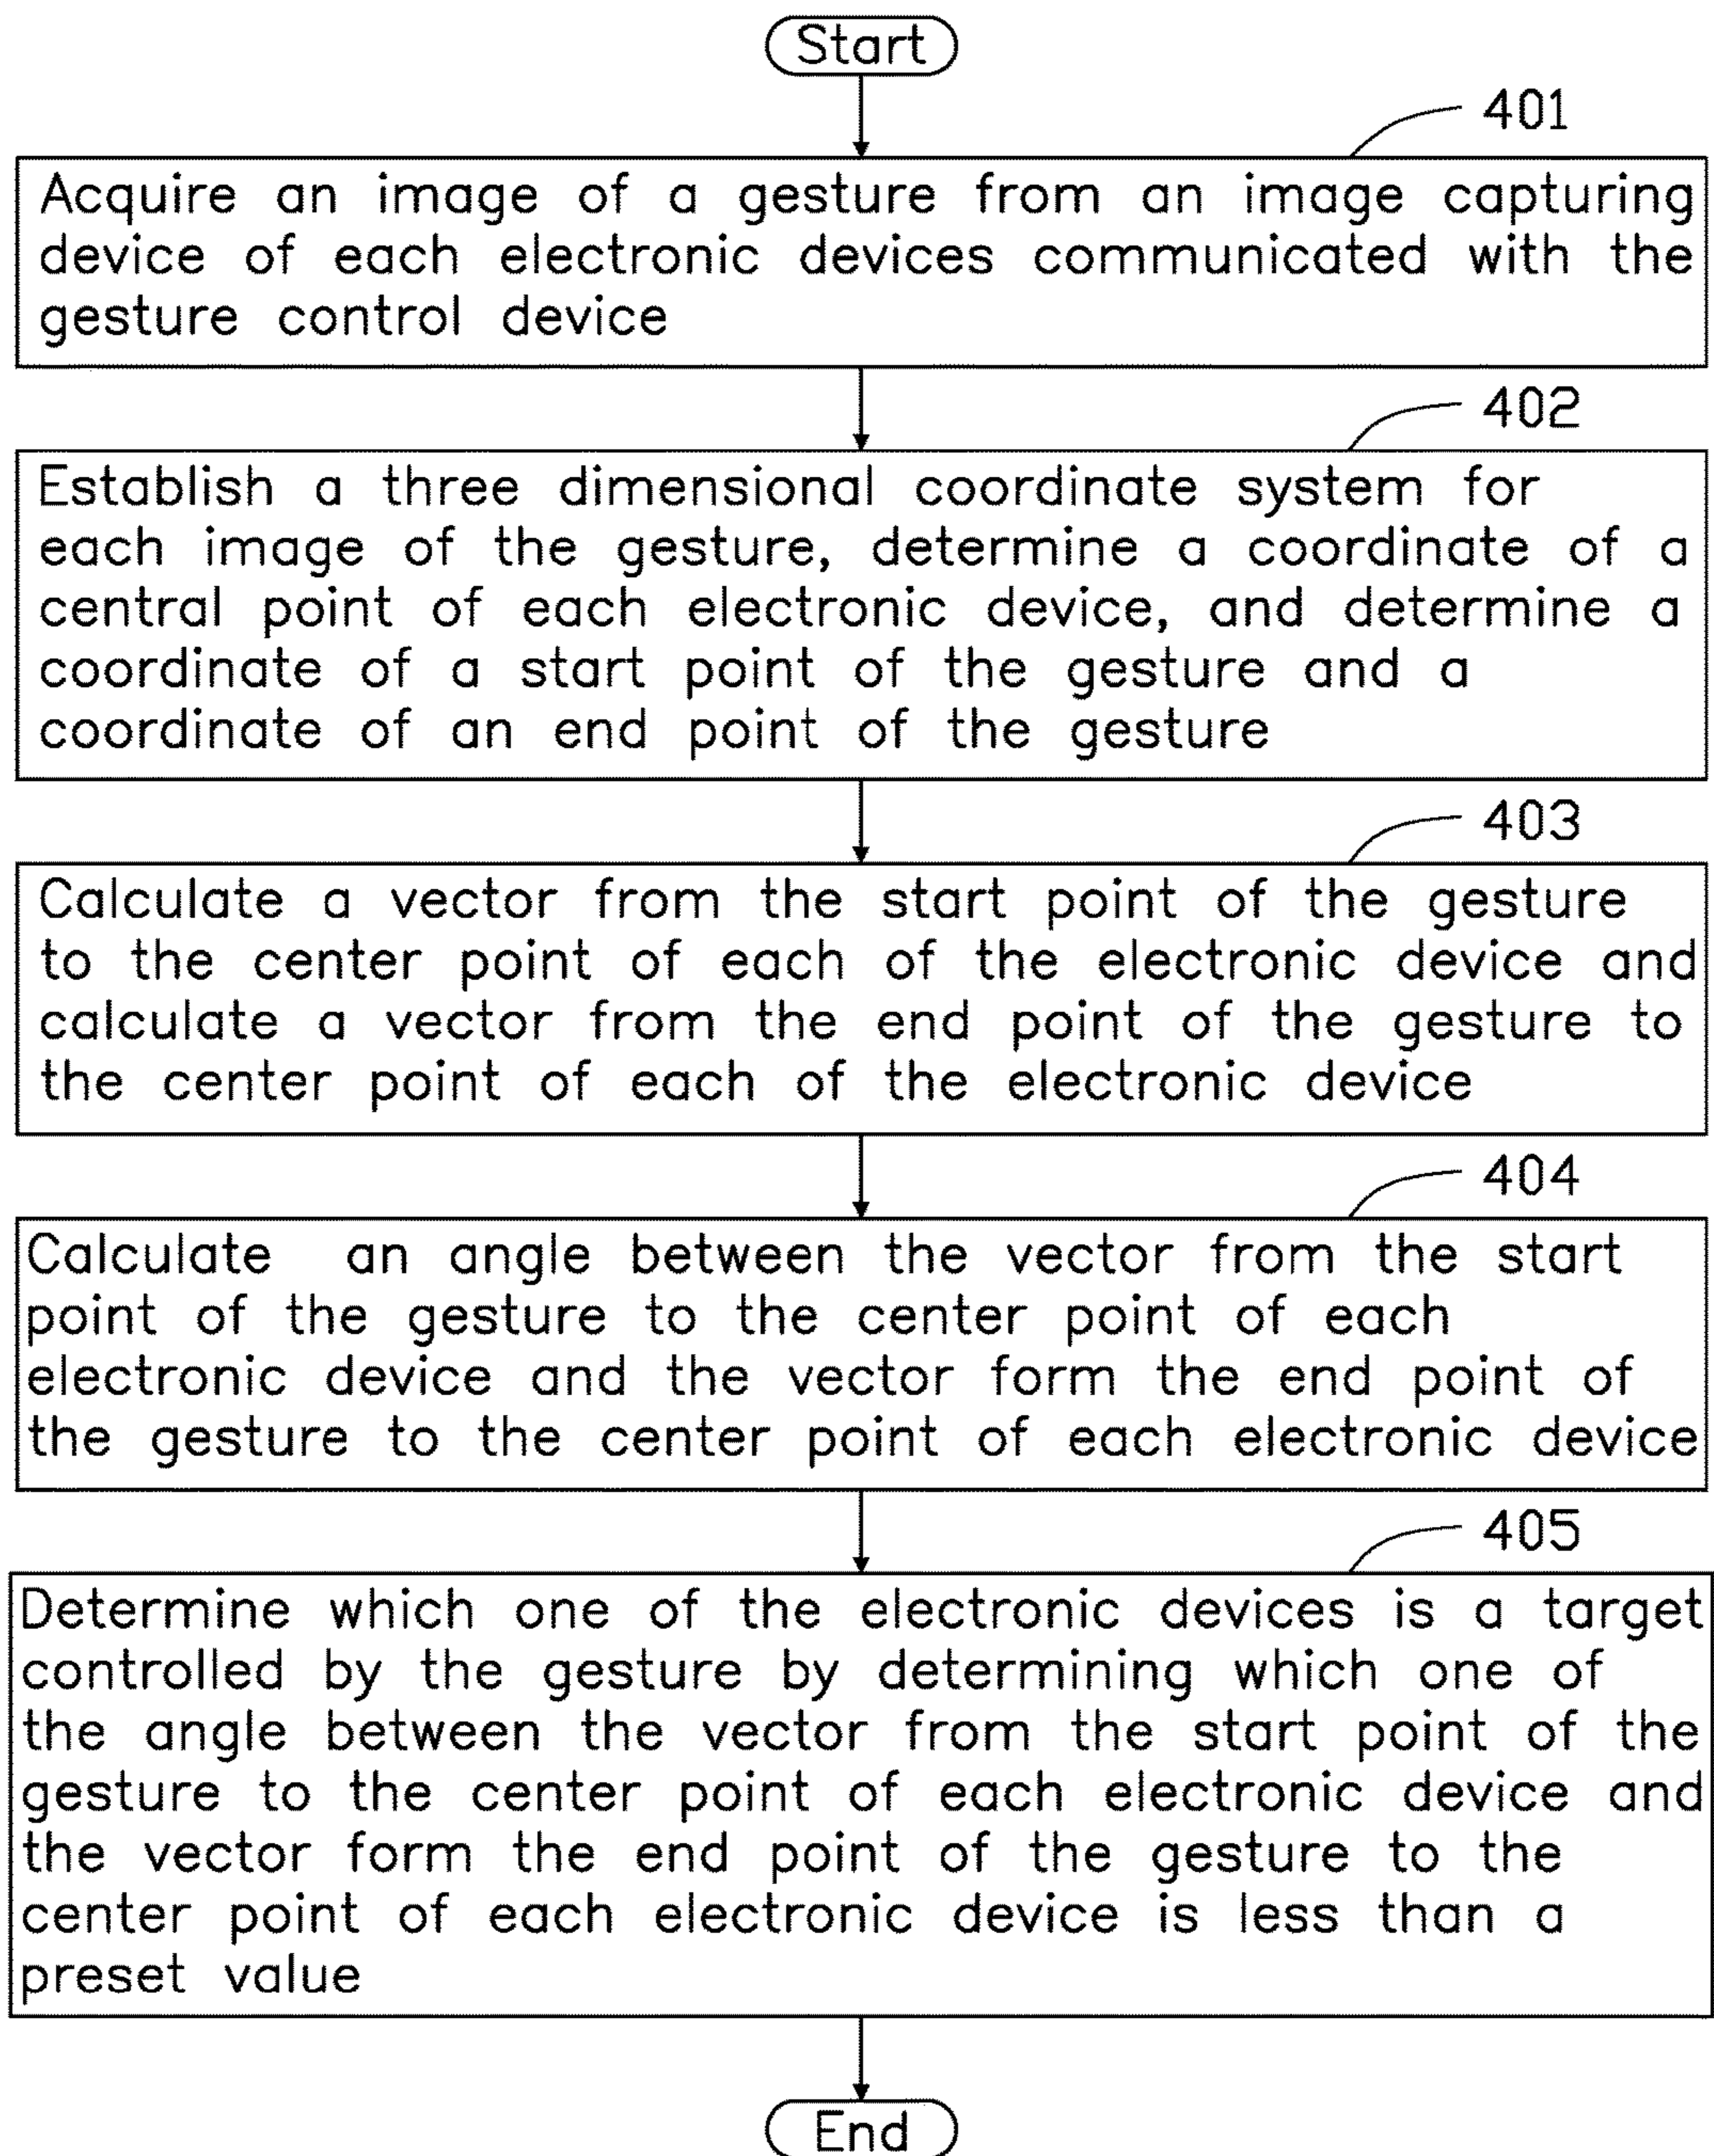 Start
401
Acquire an image of a gesture from an image capturing
device of each electronic devices communicated with the
gesture control device
402
Establish a three dimensional coordinate system for
each image of the gesture, determine a coordinate of a
central point of each electronic device, and determine a
coordinate of a start point of the gesture and a
coordinate of an end point of the gesture
403
Calculate a vector from the start point of the gesture
to the center point of each of the electronic device and
calculate a vector from the end point of the gesture to
the center point of each of the electronic device
404
Calculate an angle between the vector from the start
point of the gesture to the center point of each
electronic device and the vector form the end point of
the gesture to the center point of each electronic device
405
Determine which one of the electronic devices is a target
controlled by the gesture by determining which one of
the angle between the vector from the start point of the
gesture to the center point of each electronic device and
the vector form the end point of the gesture to the
center point of each electronic device is less than a
preset value
End